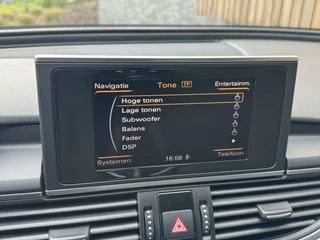 Navigatie Tone TP Entertainm.
Hoge tonen
Lage tonen
Subwoofer
Balans
Fader
DSP
Systemen 16:58 Telefoon